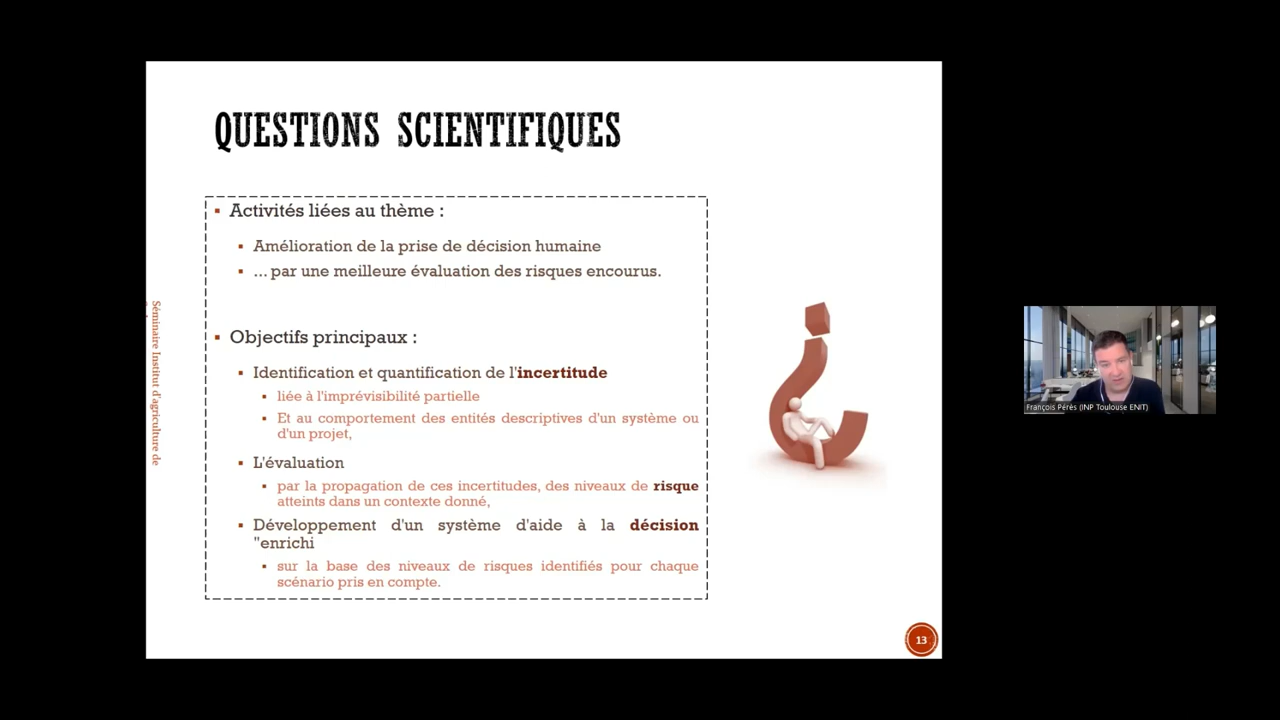 QUESTIONS SCIENTIFIQUES
Activités liées au thème :
Amélioration de la prise de décision humaine
... par une meilleure évaluation des risques encourus.
Objectifs principaux :
Identification et quantification de l'incertitude
liée à l'imprévisibilité partielle
Et au comportement des entités descriptives d'un système ou
d'un projet,
L'évaluation
par la propagation de ces incertitudes, des niveaux de risque
atteints dans un contexte donné,
Développement d'un système d'aide à la décision
"enrichi
sur la base des niveaux de risques identifiés pour chaque
scénario pris en compte.
Séminaire Institut d'agriculture de
13
François Pérès (INP Toulouse ENIT)